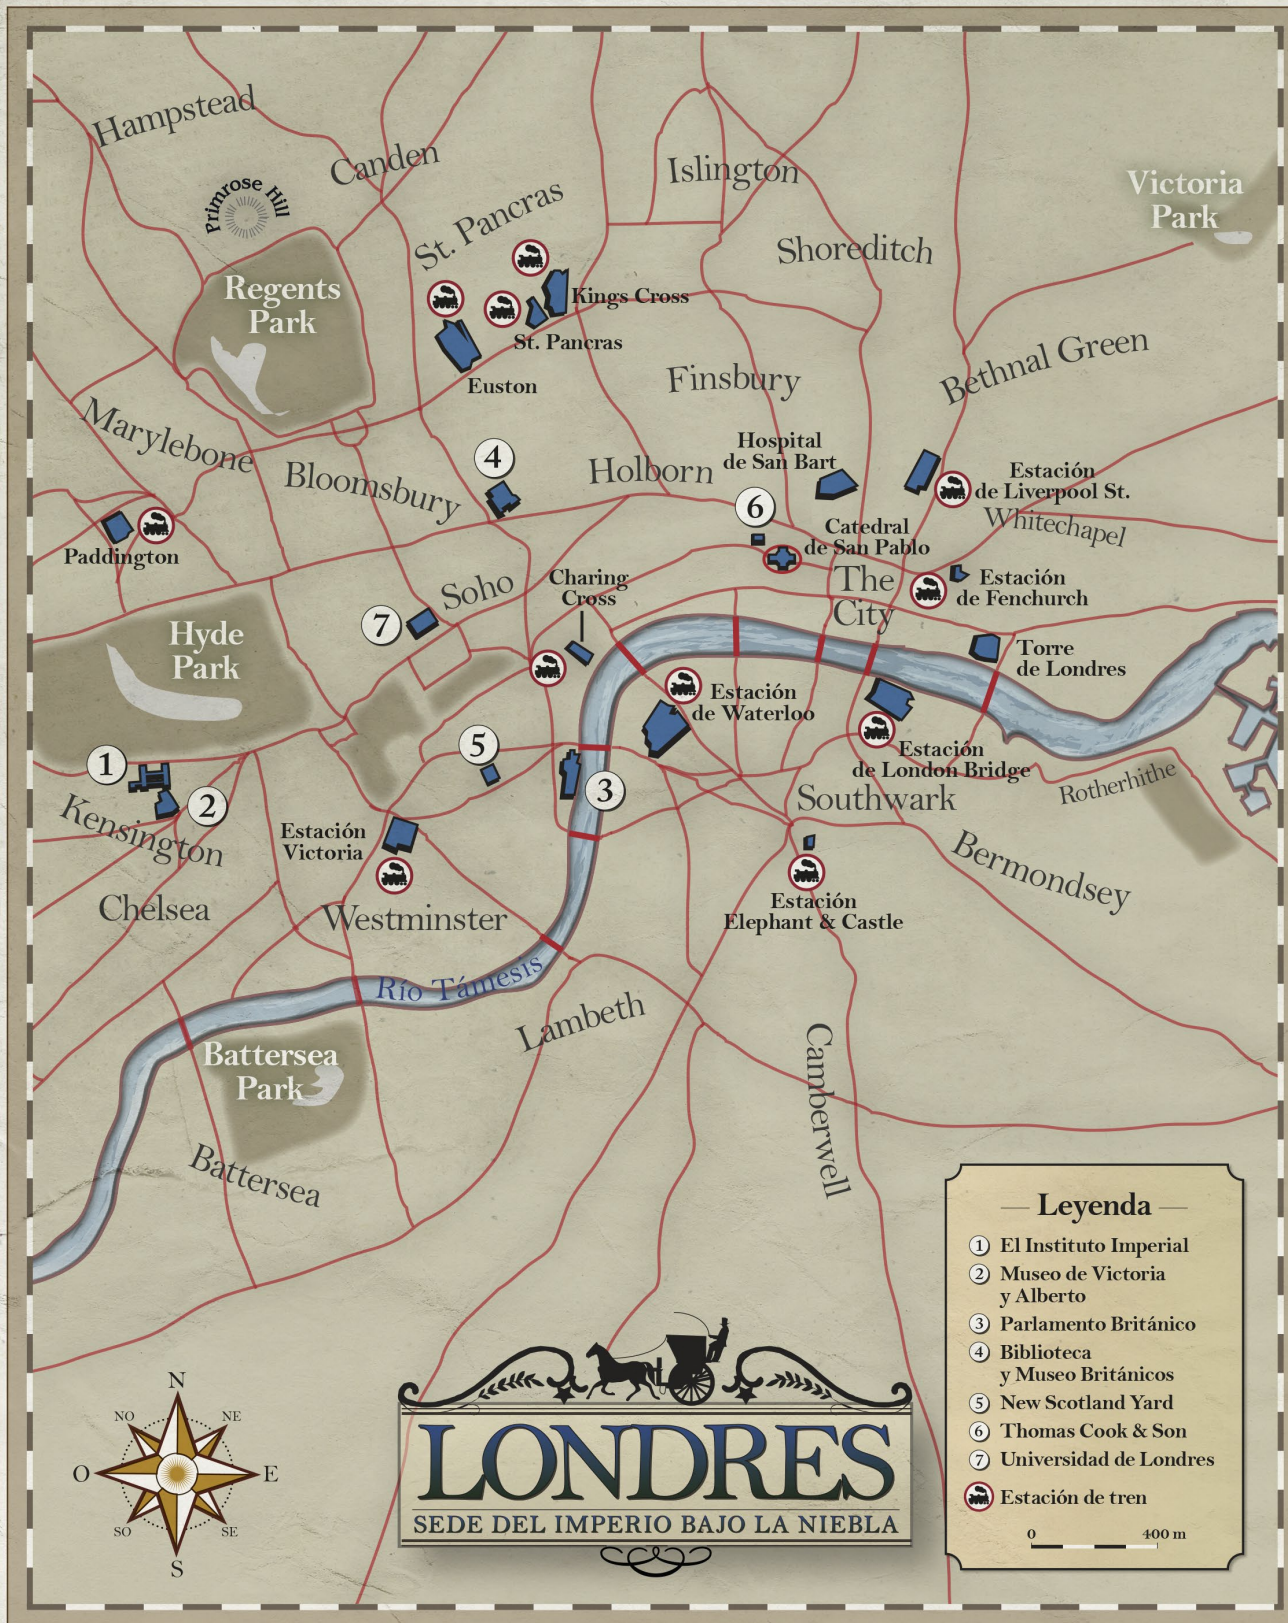 Hampstead
Canden
Primrose Hill
St. Pancras
Islington
Shoreditch
Victoria
Park
Regents
Park
Kings Cross
St. Pancras
Euston
Finsbury
Bethnal Green
Marylebone
Bloomsbury
4
Holborn
Hospital
de San Bart
Estación
de Liverpool St.
6
Whitechapel
Paddington
Catedral
de San Pablo
The
City
Estación
de Fenchurch
Soho
Charing
Cross
7
Hyde
Park
Torre
de Londres
Estación
de Waterloo
5
1
2
3
Estación
de London Bridge
Rotherhithe
Southwark
Kensington
Estación
Victoria
Bermondsey
Chelsea
Westminster
Estación
Elephant & Castle
Río Támesis
Lambeth
Camberwell
Battersea
Park
Battersea
Leyenda
1 El Instituto Imperial
2 Museo de Victoria
y Alberto
3 Parlamento Británico
4 Biblioteca
y Museo Británicos
5 New Scotland Yard
6 Thomas Cook & Son
7 Universidad de Londres
Estación de tren
0 400 m
N
NO NE
O E
SO SE
S
LONDRES
SEDE DEL IMPERIO BAJO LA NIEBLA